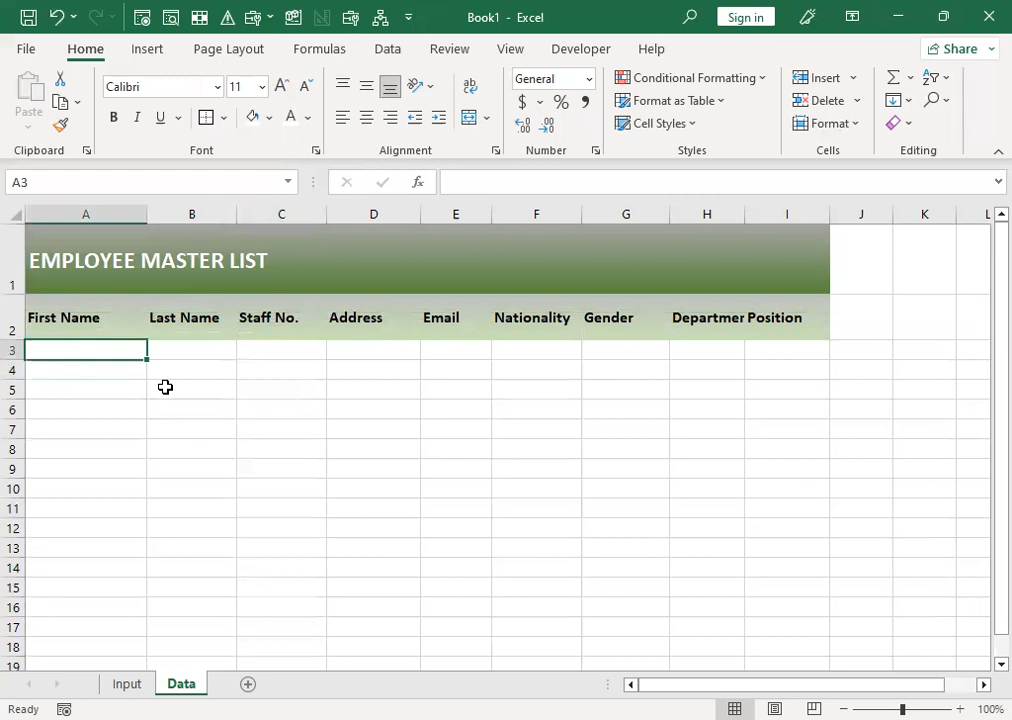 Book1 - Excel
Sign in
File Home Insert Page Layout Formulas Data Review View Developer Help
Share
Paste
Calibri 11 A A
B I U A
ab
General
$ % 9
.00 .0
Conditional Formatting
Format as Table
Cell Styles
Insert
Delete
Format
Clipboard Font Alignment Number Styles Cells Editing
A3 fx
A B C D E F G H I J K L
1 EMPLOYEE MASTER LIST
2 First Name Last Name Staff No. Address Email Nationality Gender Departmer Position
3
4
5
6
7
8
9
10
11
12
13
14
15
16
17
18
19
Input Data
Ready 100%